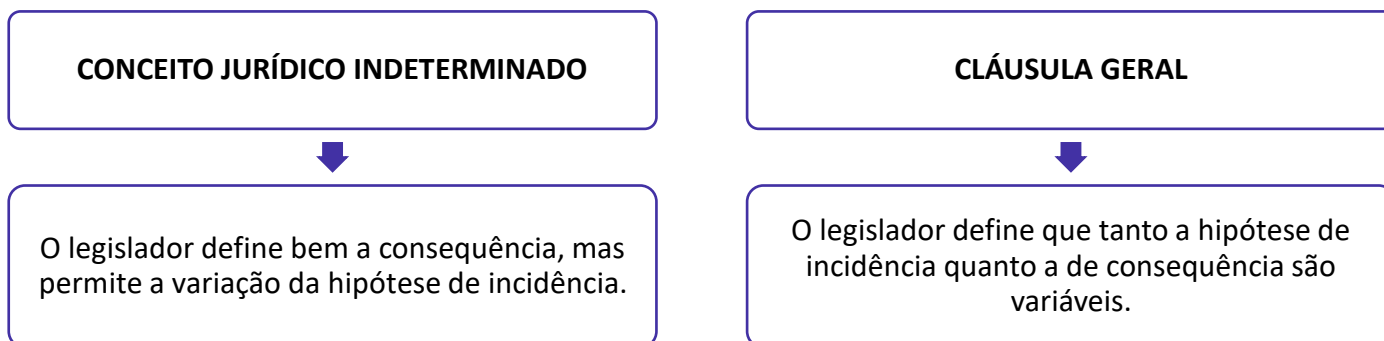 CONCEITO JURÍDICO INDETERMINADO
O legislador define bem a consequência, mas
permite a variação da hipótese de incidência.
CLÁUSULA GERAL
O legislador define que tanto a hipótese de
incidência quanto a de consequência são
variáveis.